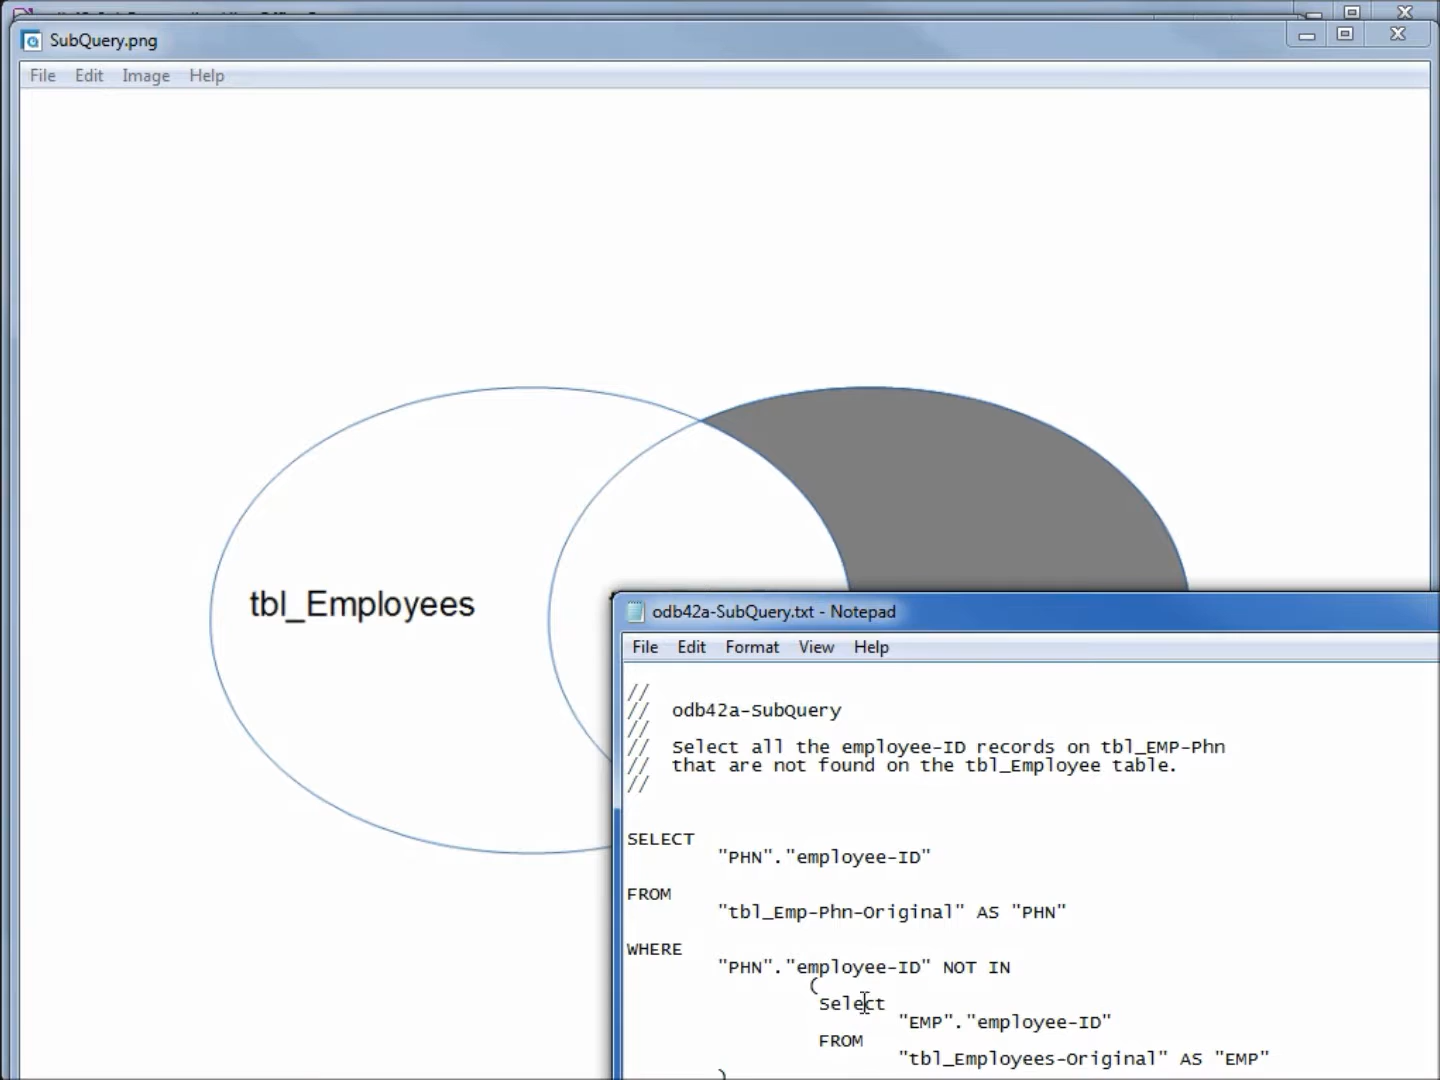 SubQuery.png
File Edit Image Help
tbl_Employees
odb42a-SubQuery.txt - Notepad
File Edit Format View Help
//
// odb42a-SubQuery
//
// Select all the employee-ID records on tbl_EMP-Phn
// that are not found on the tbl_Employee table.
//
SELECT
"PHN"."employee-ID"
FROM
"tbl_Emp-Phn-Original" AS "PHN"
WHERE
"PHN"."employee-ID" NOT IN
(
Select
"EMP"."employee-ID"
FROM
"tbl_Employees-Original" AS "EMP"
)